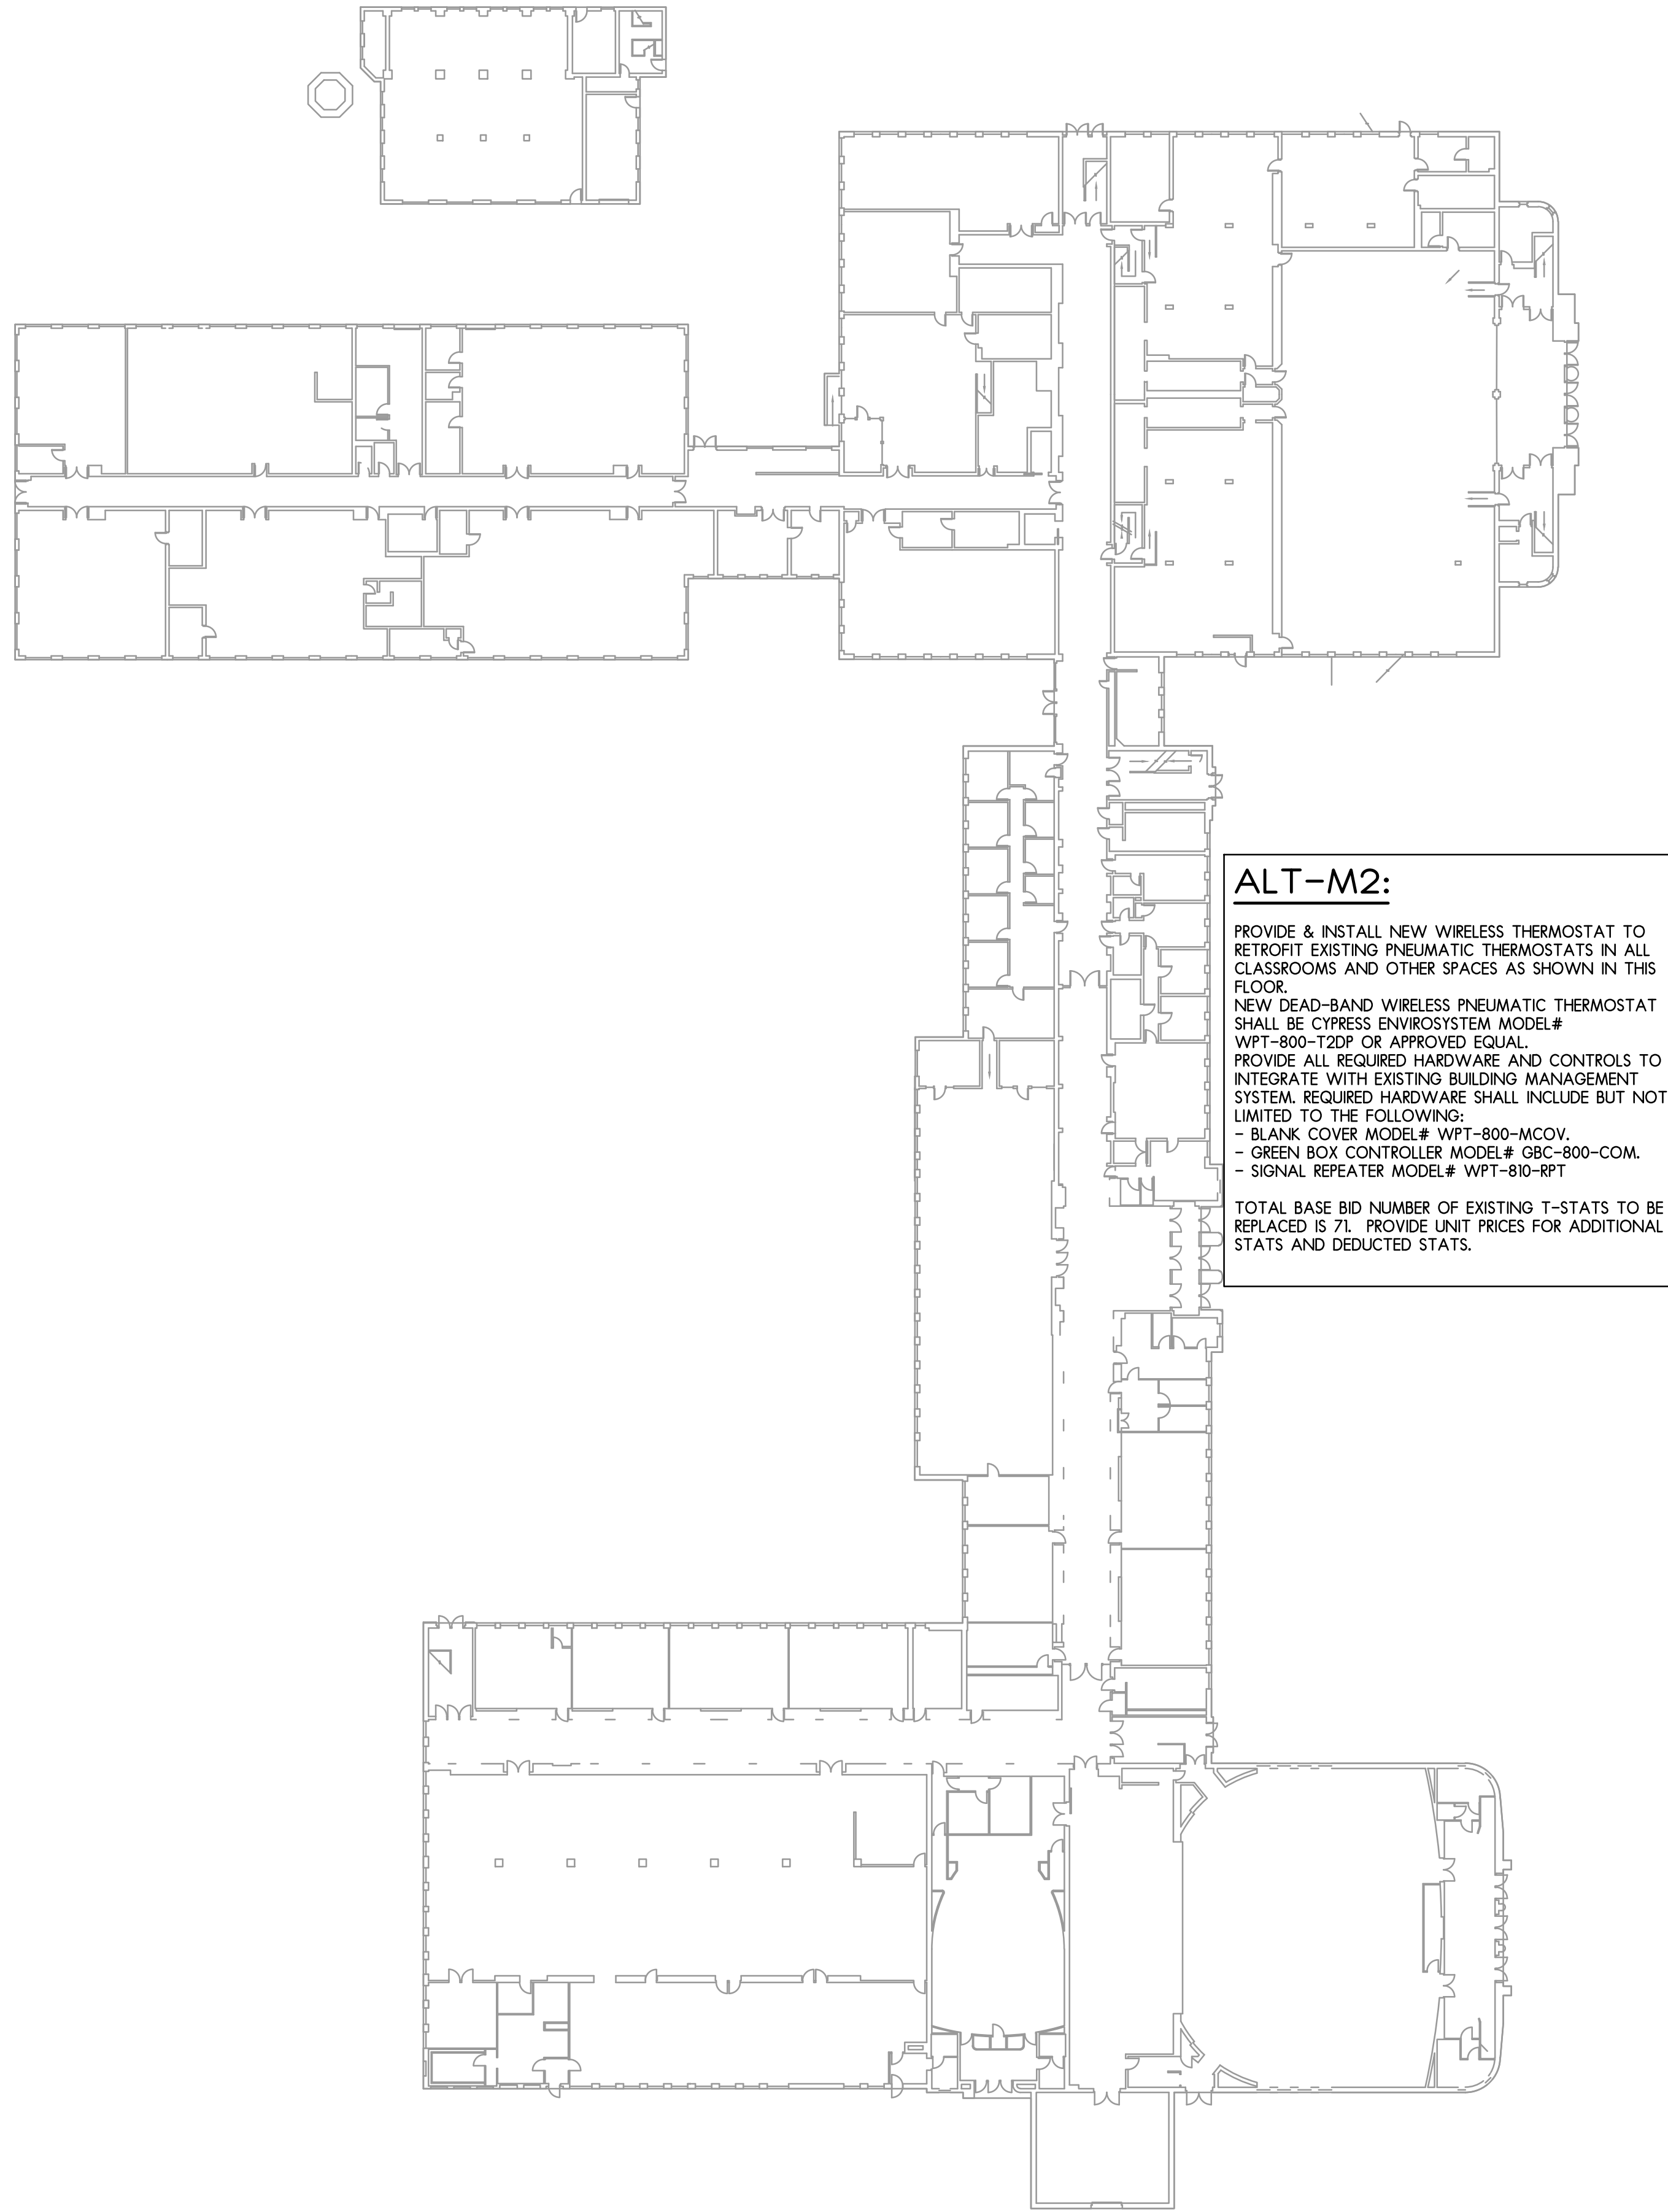 ALT-M2:
PROVIDE & INSTALL NEW WIRELESS THERMOSTAT TO
RETROFIT EXISTING PNEUMATIC THERMOSTATS IN ALL
CLASSROOMS AND OTHER SPACES AS SHOWN IN THIS
FLOOR.
NEW DEAD-BAND WIRELESS PNEUMATIC THERMOSTAT
SHALL BE CYPRESS ENVIROSYSTEM MODEL#
WPT-800-T2DP OR APPROVED EQUAL.
PROVIDE ALL REQUIRED HARDWARE AND CONTROLS TO
INTEGRATE WITH EXISTING BUILDING MANAGEMENT
SYSTEM. REQUIRED HARDWARE SHALL INCLUDE BUT NOT
LIMITED TO THE FOLLOWING:
- BLANK COVER MODEL# WPT-800-MCOV.
- GREEN BOX CONTROLLER MODEL# GBC-800-COM.
- SIGNAL REPEATER MODEL# WPT-810-RPT
TOTAL BASE BID NUMBER OF EXISTING T-STATS TO BE
REPLACED IS 71. PROVIDE UNIT PRICES FOR ADDITIONAL
STATS AND DEDUCTED STATS.